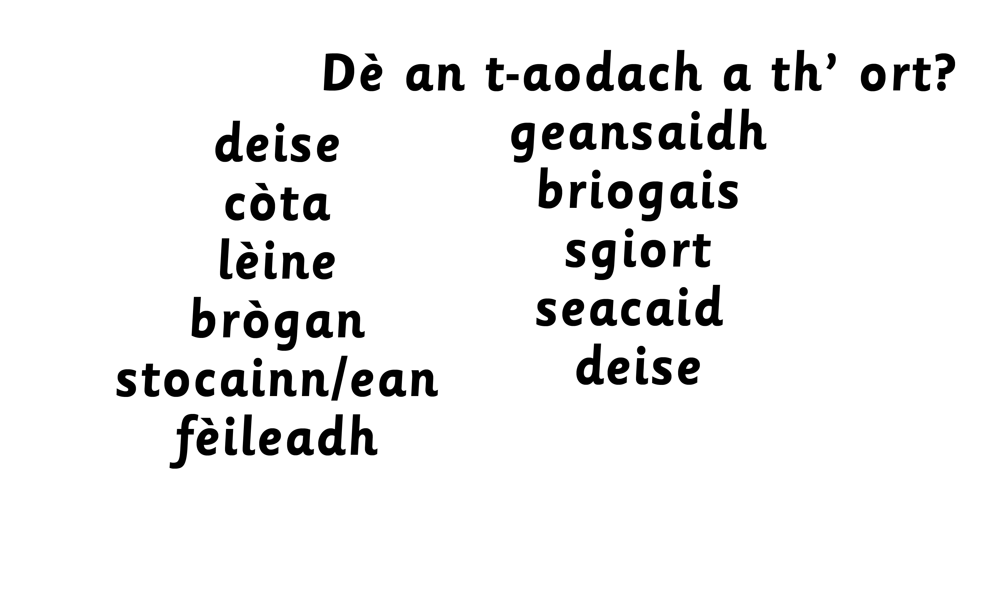 Dè an t-aodach a th’ ort?
deise
còta
lèine
brògan
stocainn/ean
fèileadh
geansaidh
briogais
sgiort
seacaid
deise